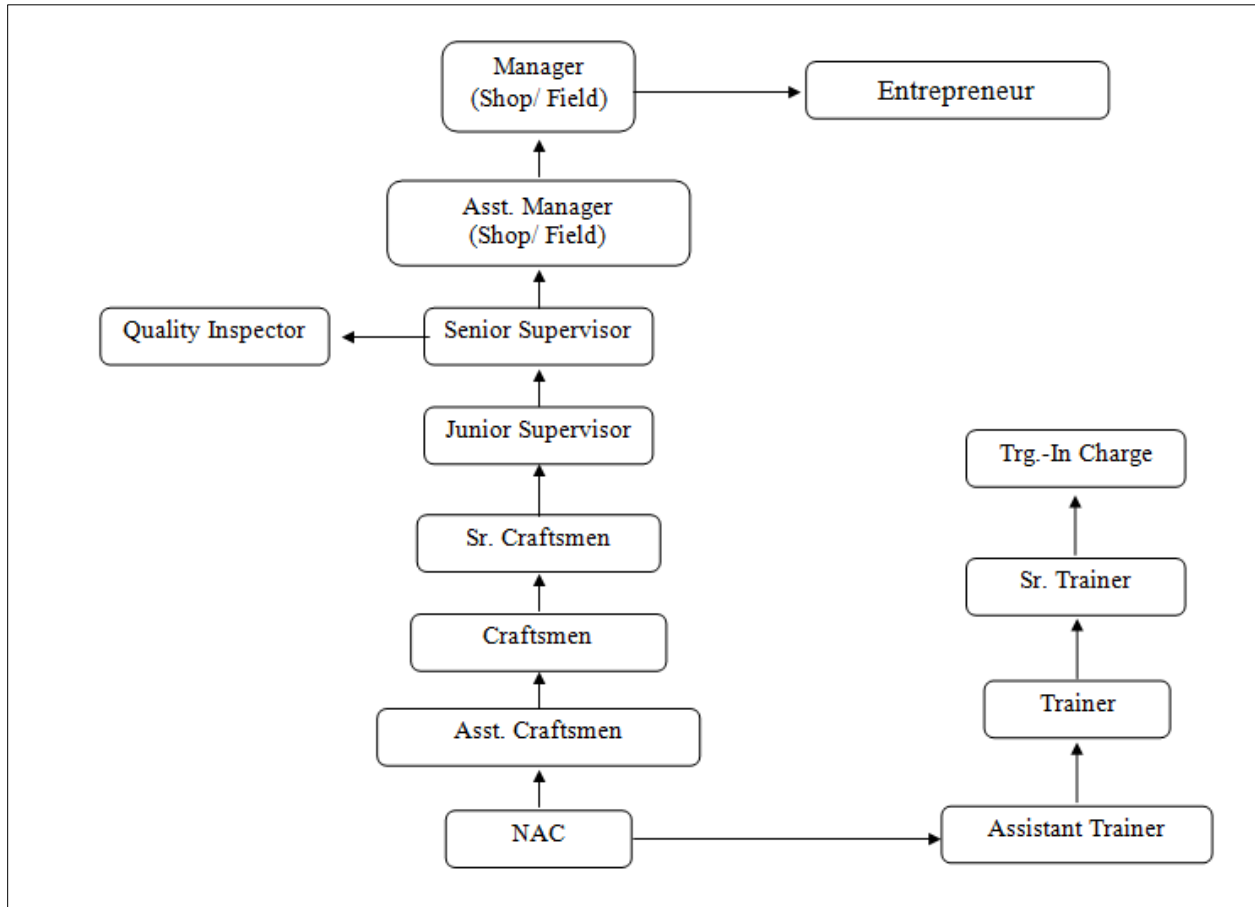 Manager
(Shop/ Field)
Entrepreneur
Asst. Manager
(Shop/ Field)
Quality Inspector
Senior Supervisor
Junior Supervisor
Trg.-In Charge
Sr. Craftsmen
Sr. Trainer
Craftsmen
Trainer
Asst. Craftsmen
NAC
Assistant Trainer